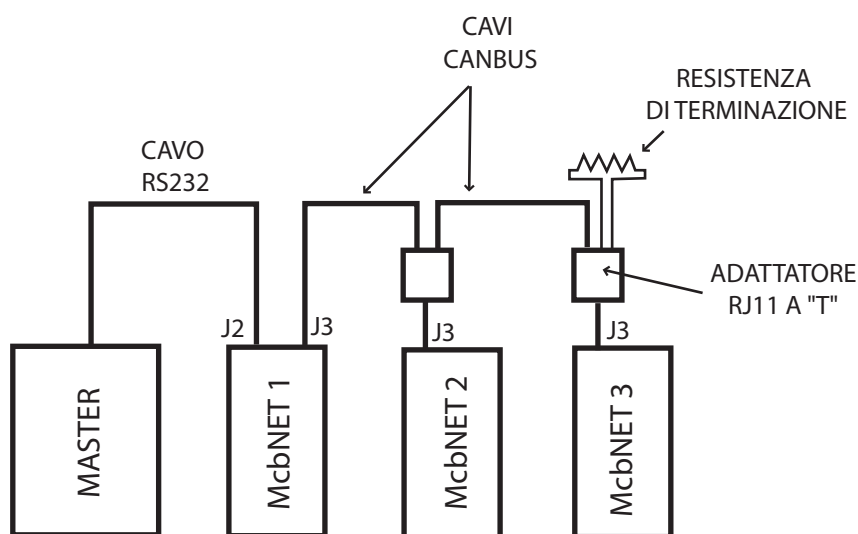 CAVI
CANBUS
RESISTENZA
DI TERMINAZIONE
CAVO
RS232
ADATTATORE
RJ11 A "T"
J2
J3
J3
J3
MASTER
McbNET 1
McbNET 2
McbNET 3